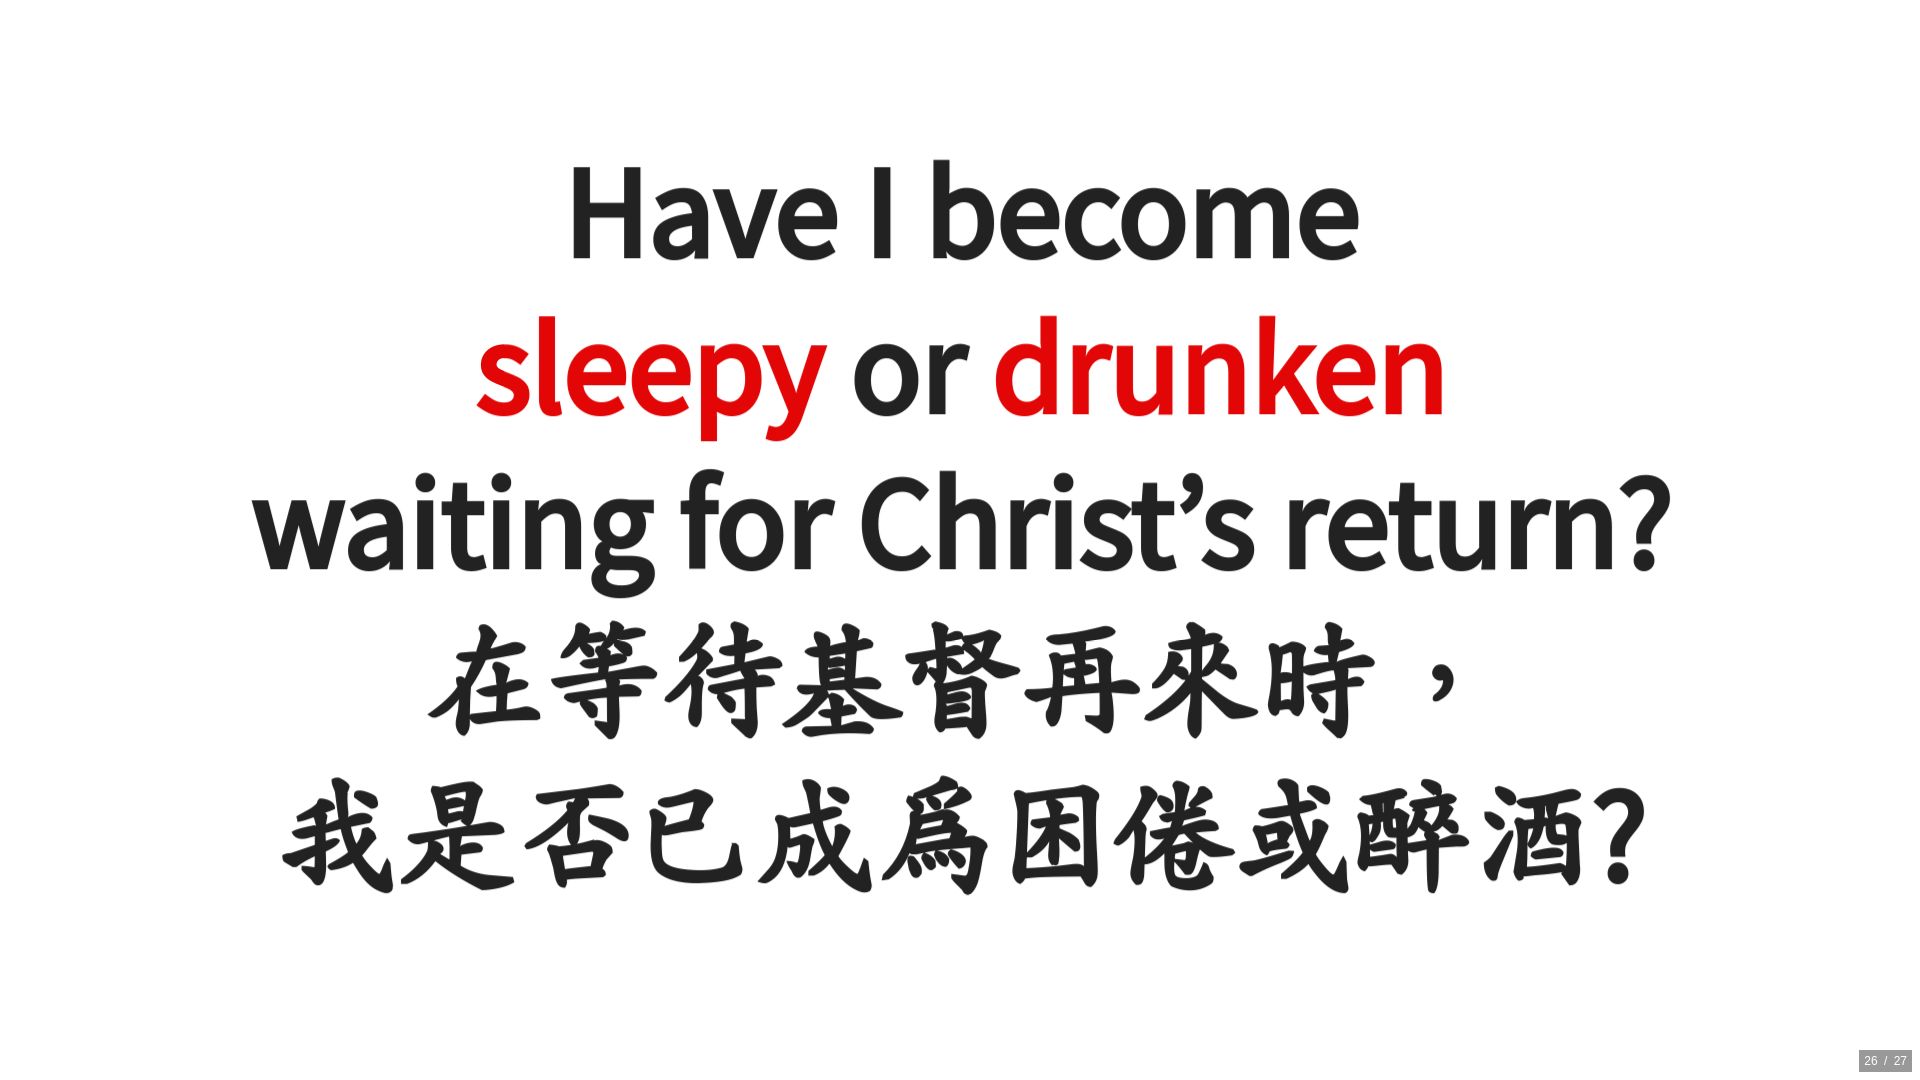 Have I become
sleepy or drunken
waiting for Christ’s return?
在等待基督再來時，
我是否已成爲困倦或醉酒?
26 / 27